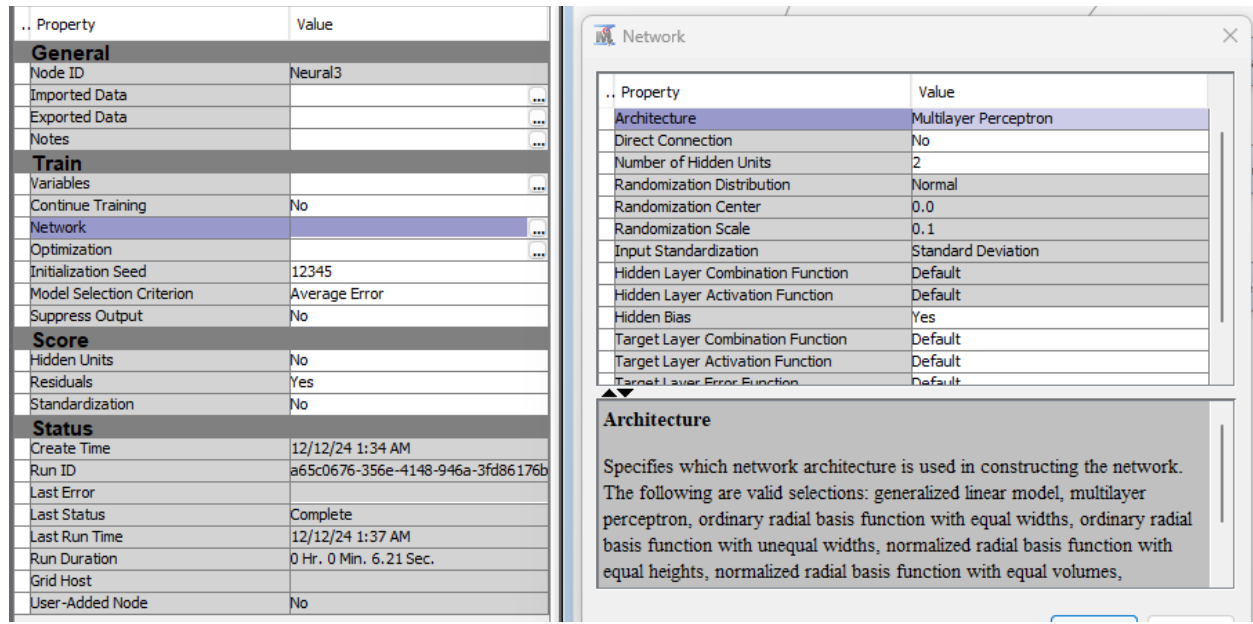 .. Property Value
General
Node ID Neural3
Imported Data ...
Exported Data ...
Notes ...
Train
Variables ...
Continue Training No
Network ...
Optimization ...
Initialization Seed 12345
Model Selection Criterion Average Error
Suppress Output No
Score
Hidden Units No
Residuals Yes
Standardization No
Status
Create Time 12/12/24 1:34 AM
Run ID a65c0676-356e-4148-946a-3fd86176b
Last Error
Last Status Complete
Last Run Time 12/12/24 1:37 AM
Run Duration 0 Hr. 0 Min. 6.21 Sec.
Grid Host
User-Added Node No
Network
.. Property Value
Architecture Multilayer Perceptron
Direct Connection No
Number of Hidden Units 2
Randomization Distribution Normal
Randomization Center 0.0
Randomization Scale 0.1
Input Standardization Standard Deviation
Hidden Layer Combination Function Default
Hidden Layer Activation Function Default
Hidden Bias Yes
Target Layer Combination Function Default
Target Layer Activation Function Default
Target Layer Error Function Default
Architecture
Specifies which network architecture is used in constructing the network.
The following are valid selections: generalized linear model, multilayer
perceptron, ordinary radial basis function with equal widths, ordinary radial
basis function with unequal widths, normalized radial basis function with
equal heights, normalized radial basis function with equal volumes,